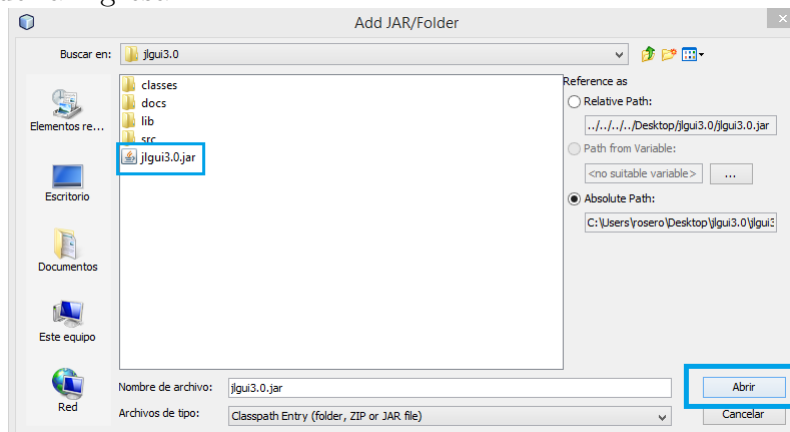 Add JAR/Folder
Buscar en: jlgui3.0
Elementos re...
Escritorio
Documentos
Este equipo
Red
classes
docs
lib
src
jlgui3.0.jar
Reference as
Relative Path:
../../../../Desktop/jlgui3.0/jlgui3.0.jar
Path from Variable:
<no suitable variable> ...
Absolute Path:
C:\Users\rosero\Desktop\jlgui3.0\jlgui3
Nombre de archivo: jlgui3.0.jar
Abrir
Archivos de tipo: Classpath Entry (folder, ZIP or JAR file)
Cancelar